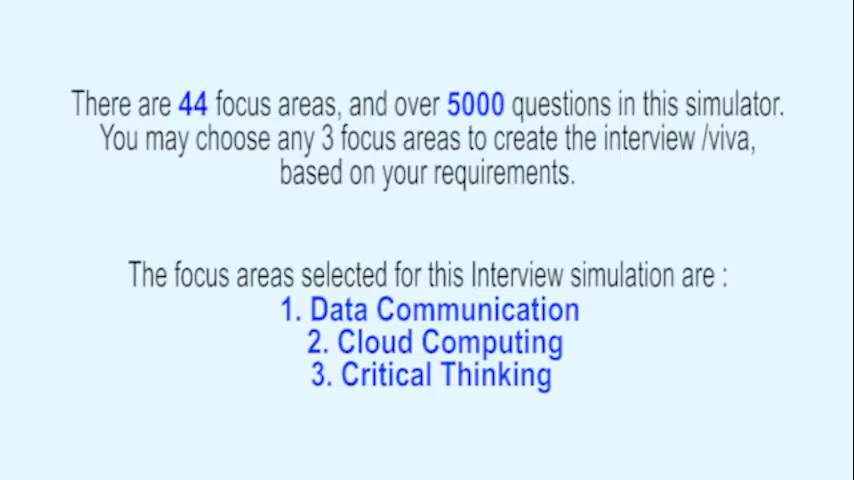 There are 44 focus areas, and over 5000 questions in this simulator.
You may choose any 3 focus areas to create the interview /viva,
based on your requirements.
The focus areas selected for this Interview simulation are :
1. Data Communication
2. Cloud Computing
3. Critical Thinking